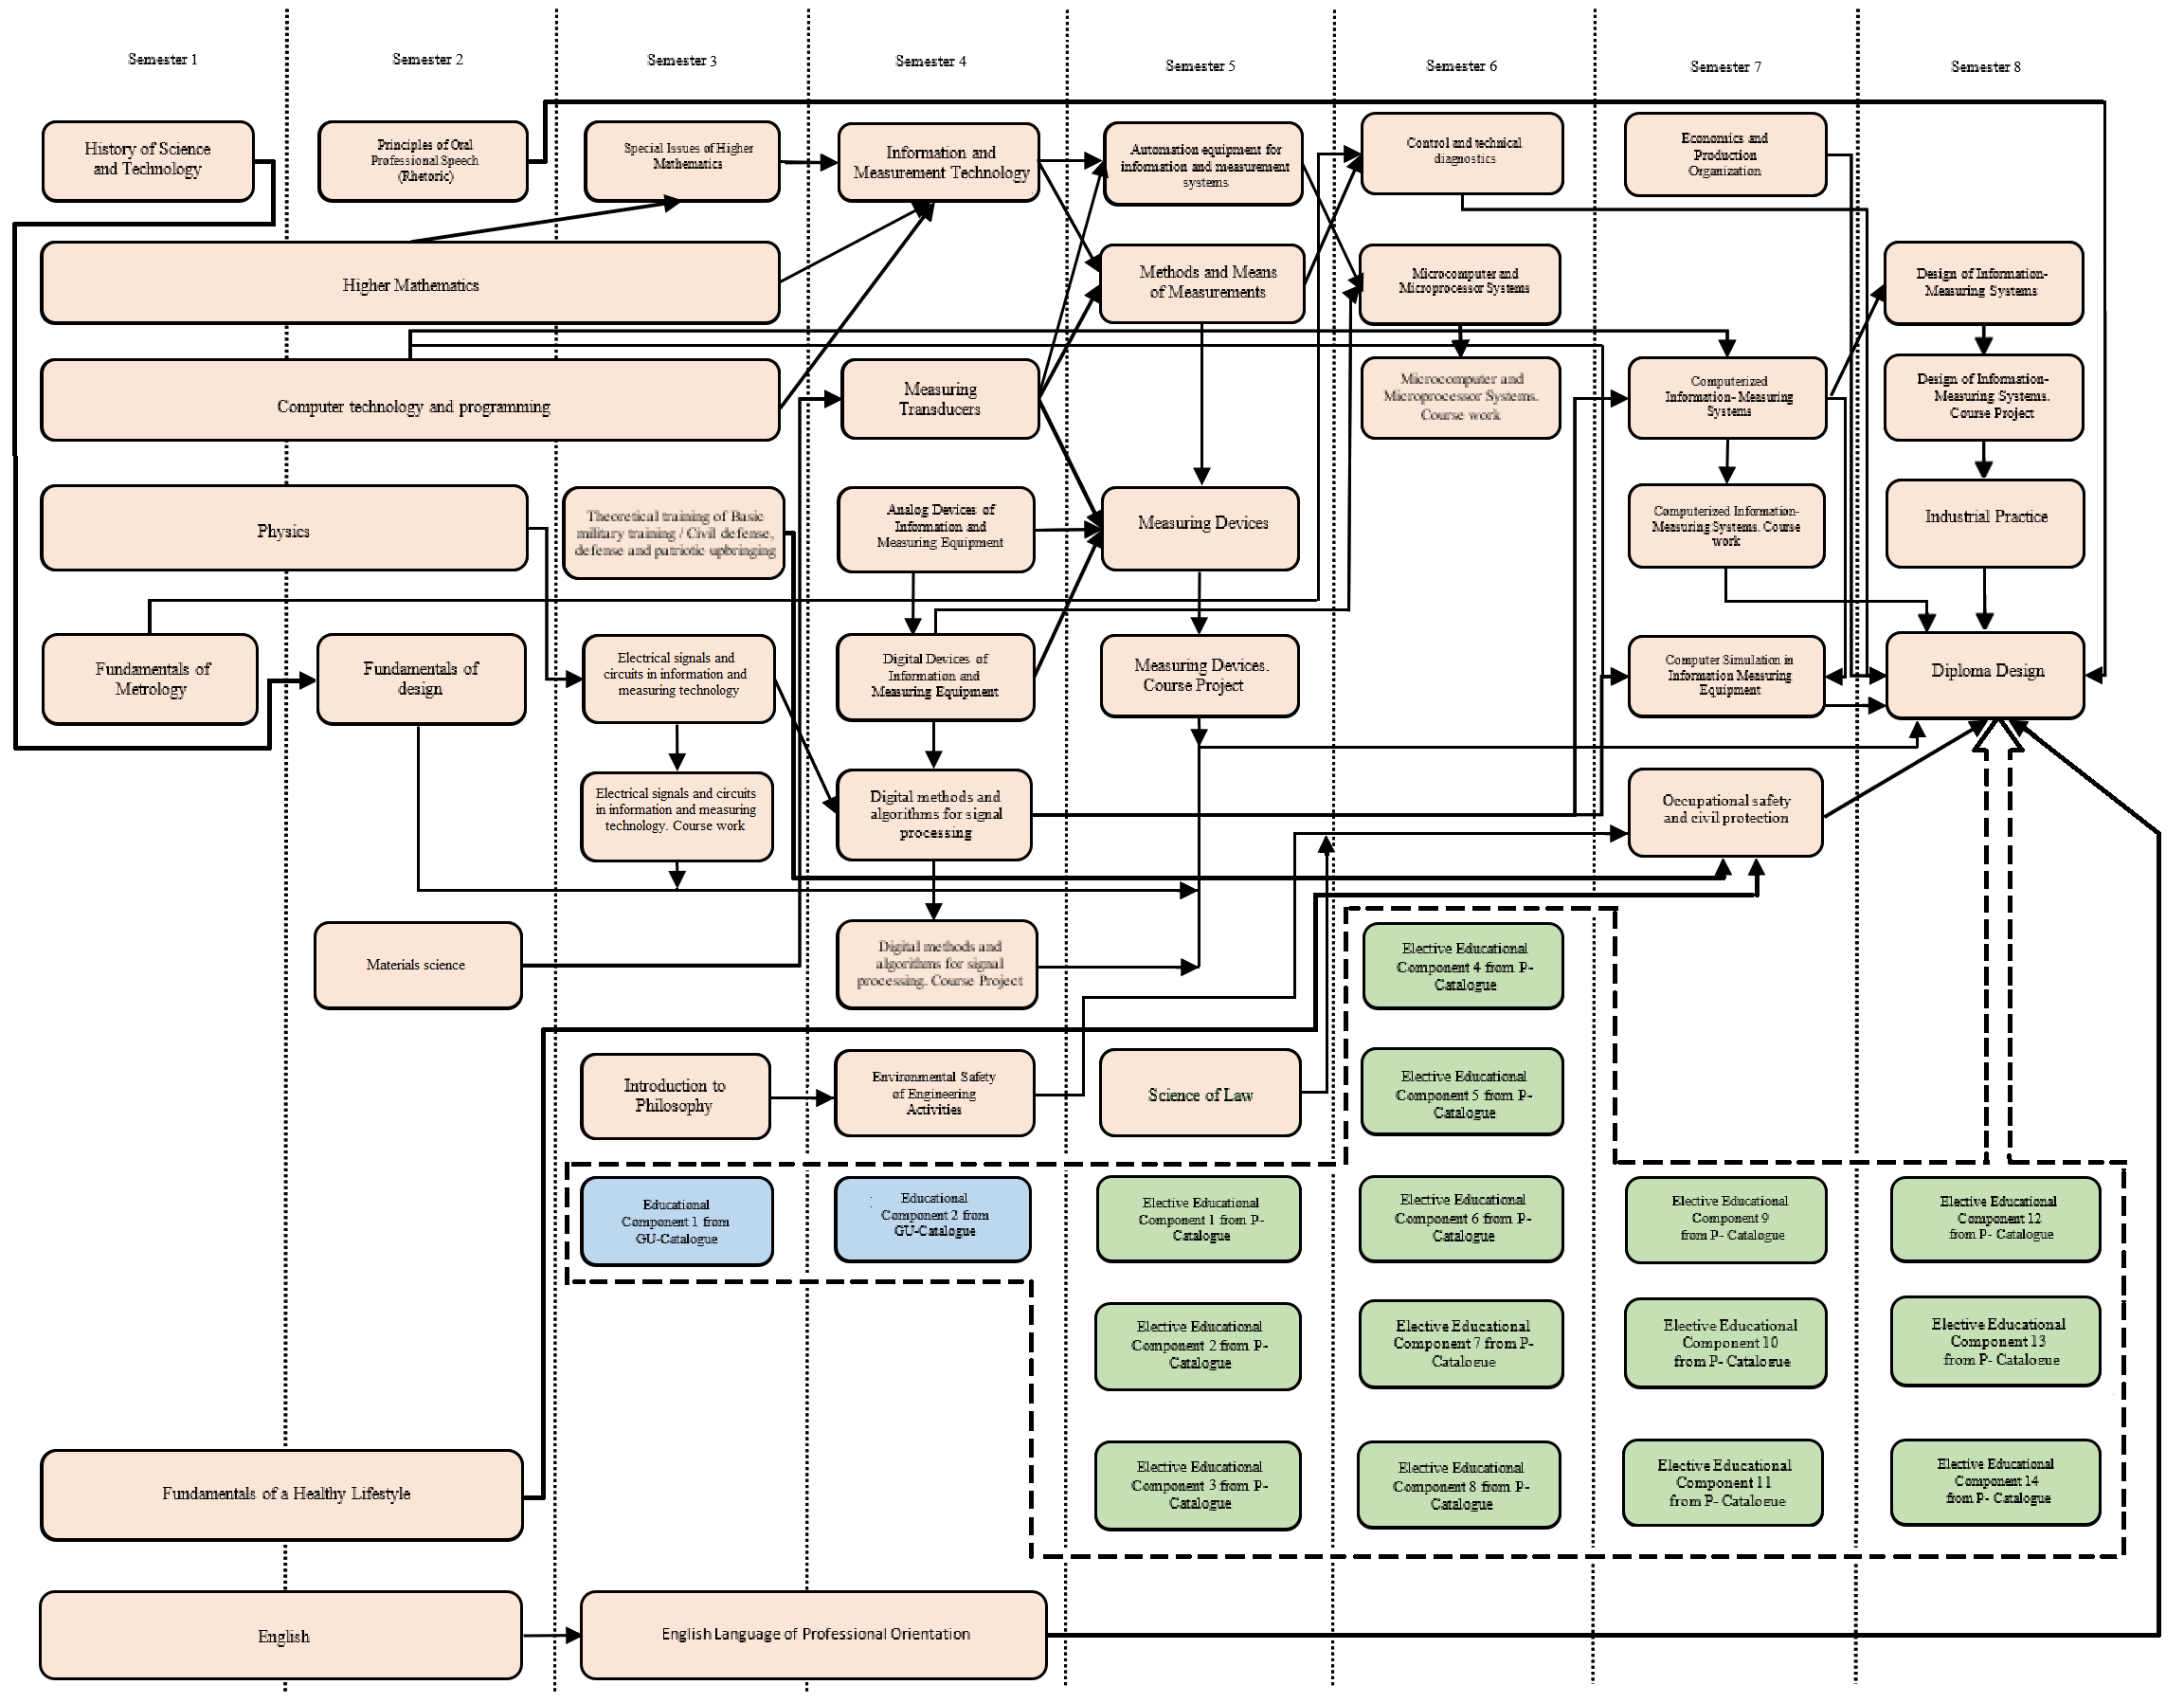 Semester 1
Semester 2
Semester 3
Semester 4
Semester 5
Semester 6
Semester 7
Semester 8
History of Science
and Technology
Principles of Oral
Professional Speech
(Rhetoric)
Special Issues of Higher
Mathematics
Information and
Measurement Technology
Automation equipment for
information and measurement
systems
Control and technical
diagnostics
Economics and
Production
Organization
Higher Mathematics
Methods and Means
of Measurements
Microcomputer and
Microprocessor Systems
Design of Information-
Measuring Systems
Computer technology and programming
Measuring
Transducers
Microcomputer and
Microprocessor Systems.
Course work
Computerized
Information- Measuring
Systems
Design of Information-
Measuring Systems.
Course Project
Physics
Theoretical training of Basic
military training / Civil defense,
defense and patriotic upbringing
Analog Devices of
Information and
Measuring Equipment
Measuring Devices
Computerized Information-
Measuring Systems. Course
work
Industrial Practice
Fundamentals of
Metrology
Fundamentals of
design
Electrical signals and
circuits in information and
measuring technology
Digital Devices of
Information and
Measuring Equipment
Measuring Devices.
Course Project
Computer Simulation in
Information Measuring
Equipment
Diploma Design
Electrical signals and circuits
in information and measuring
technology. Course work
Digital methods and
algorithms for signal
processing
Occupational safety
and civil protection
Materials science
Digital methods and
algorithms for signal
processing. Course Project
Elective Educational
Component 4 from P-
Catalogue
Introduction to
Philosophy
Environmental Safety
of Engineering
Activities
Science of Law
Elective Educational
Component 5 from P-
Catalogue
Educational
Component 1 from
GU-Catalogue
Educational
Component 2 from
GU-Catalogue
Elective Educational
Component 1 from P-
Catalogue
Elective Educational
Component 6 from P-
Catalogue
Elective Educational
Component 9
from P- Catalogue
Elective Educational
Component 12
from P- Catalogue
Elective Educational
Component 2 from P-
Catalogue
Elective Educational
Component 7 from P-
Catalogue
Elective Educational
Component 10
from P- Catalogue
Elective Educational
Component 13
from P- Catalogue
Fundamentals of a Healthy Lifestyle
Elective Educational
Component 3 from P-
Catalogue
Elective Educational
Component 8 from P-
Catalogue
Elective Educational
Component 11
from P- Catalogue
Elective Educational
Component 14
from P- Catalogue
English
English Language of Professional Orientation